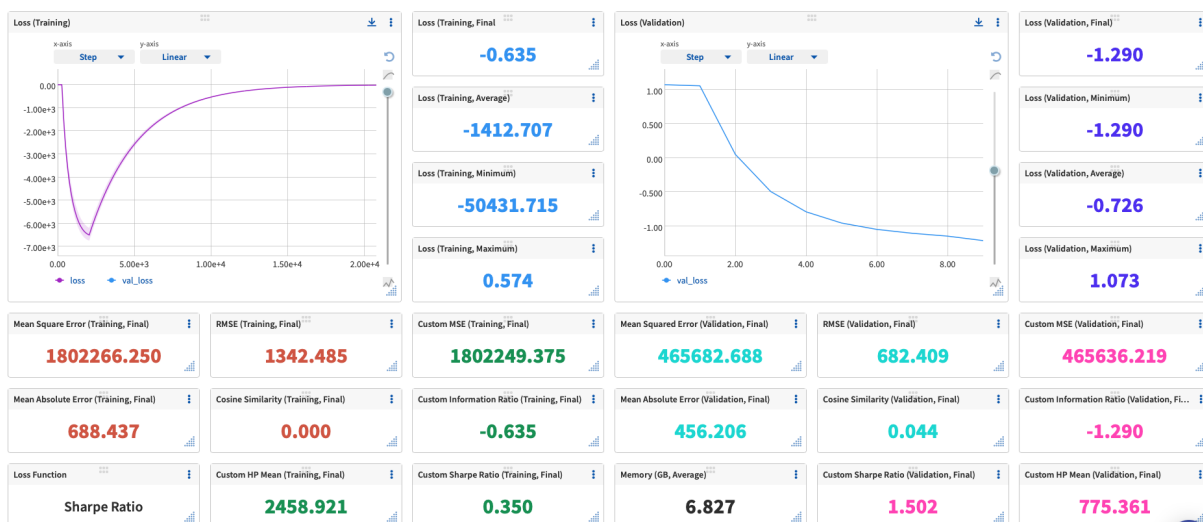 Loss (Training)
x-axis y-axis
Step Linear
0.00
-1.00e+3
-2.00e+3
-3.00e+3
-4.00e+3
-5.00e+3
-6.00e+3
-7.00e+3
0.00 5.00e+3 1.00e+4 1.50e+4 2.00e+4
loss val_loss
Loss (Training, Final
-0.635
Loss (Training, Average)
-1412.707
Loss (Training, Minimum)
-50431.715
Loss (Training, Maximum)
0.574
Loss (Validation)
x-axis y-axis
Step Linear
1.00
0.500
0.00
-0.500
-1.00
0.00 2.00 4.00 6.00 8.00
val_loss
Loss (Validation, Final)
-1.290
Loss (Validation, Minimum)
-1.290
Loss (Validation, Average)
-0.726
Loss (Validation, Maximum)
1.073
Mean Square Error (Training, Final)
1802266.250
RMSE (Training, Final)
1342.485
Custom MSE (Training, Final)
1802249.375
Mean Squared Error (Validation, Final)
465682.688
RMSE (Validation, Final)
682.409
Custom MSE (Validation, Final)
465636.219
Mean Absolute Error (Training, Final)
688.437
Cosine Similarity (Training, Final)
0.000
Custom Information Ratio (Training, Final)
-0.635
Mean Absolute Error (Validation, Final)
456.206
Cosine Similarity (Validation, Final)
0.044
Custom Information Ratio (Validation, Fi...
-1.290
Loss Function
Sharpe Ratio
Custom HP Mean (Training, Final)
2458.921
Custom Sharpe Ratio (Training, Final)
0.350
Memory (GB, Average)
6.827
Custom Sharpe Ratio (Validation, Final)
1.502
Custom HP Mean (Validation, Final)
775.361